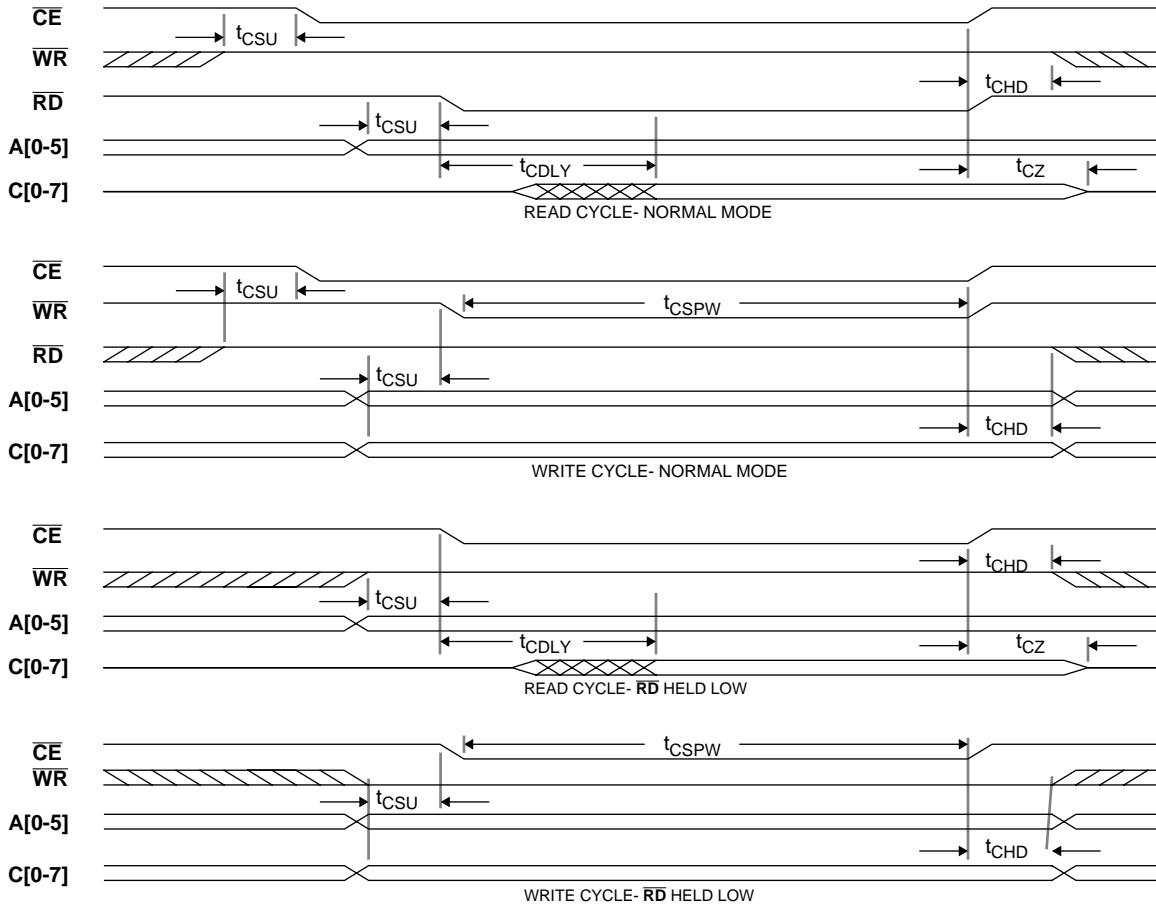 CE
tCSU
WR
tCHD
RD
tCSU
A[0-5]
tCDLY
tCZ
C[0-7]
READ CYCLE- NORMAL MODE
CE
tCSU
WR
tCSPW
RD
tCSU
A[0-5]
tCHD
C[0-7]
WRITE CYCLE- NORMAL MODE
CE
tCHD
WR
tCSU
A[0-5]
tCDLY
tCZ
C[0-7]
READ CYCLE- RD HELD LOW
CE
tCSPW
WR
tCSU
A[0-5]
tCHD
C[0-7]
WRITE CYCLE- RD HELD LOW